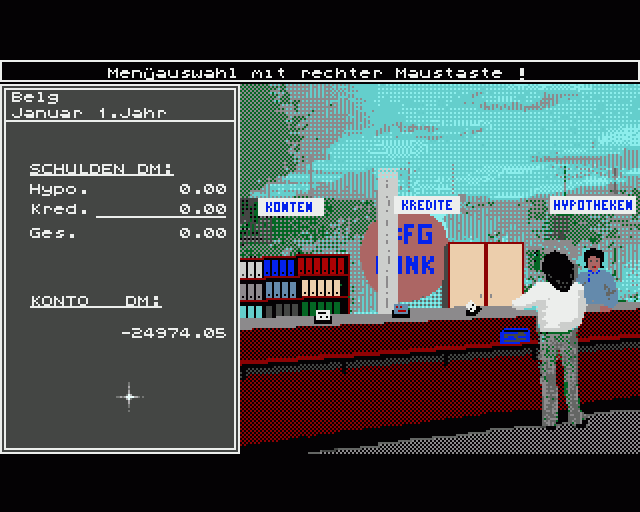 Menüauswahl mit rechter Maustaste !
Belg
Januar 1.Jahr
SCHULDEN DM:
Hypo. 0.00
Kred. 0.00
Ges. 0.00
KONTO DM:
-24974.05
KONTEN
KREDITE
HYPOTHEKEN
FG